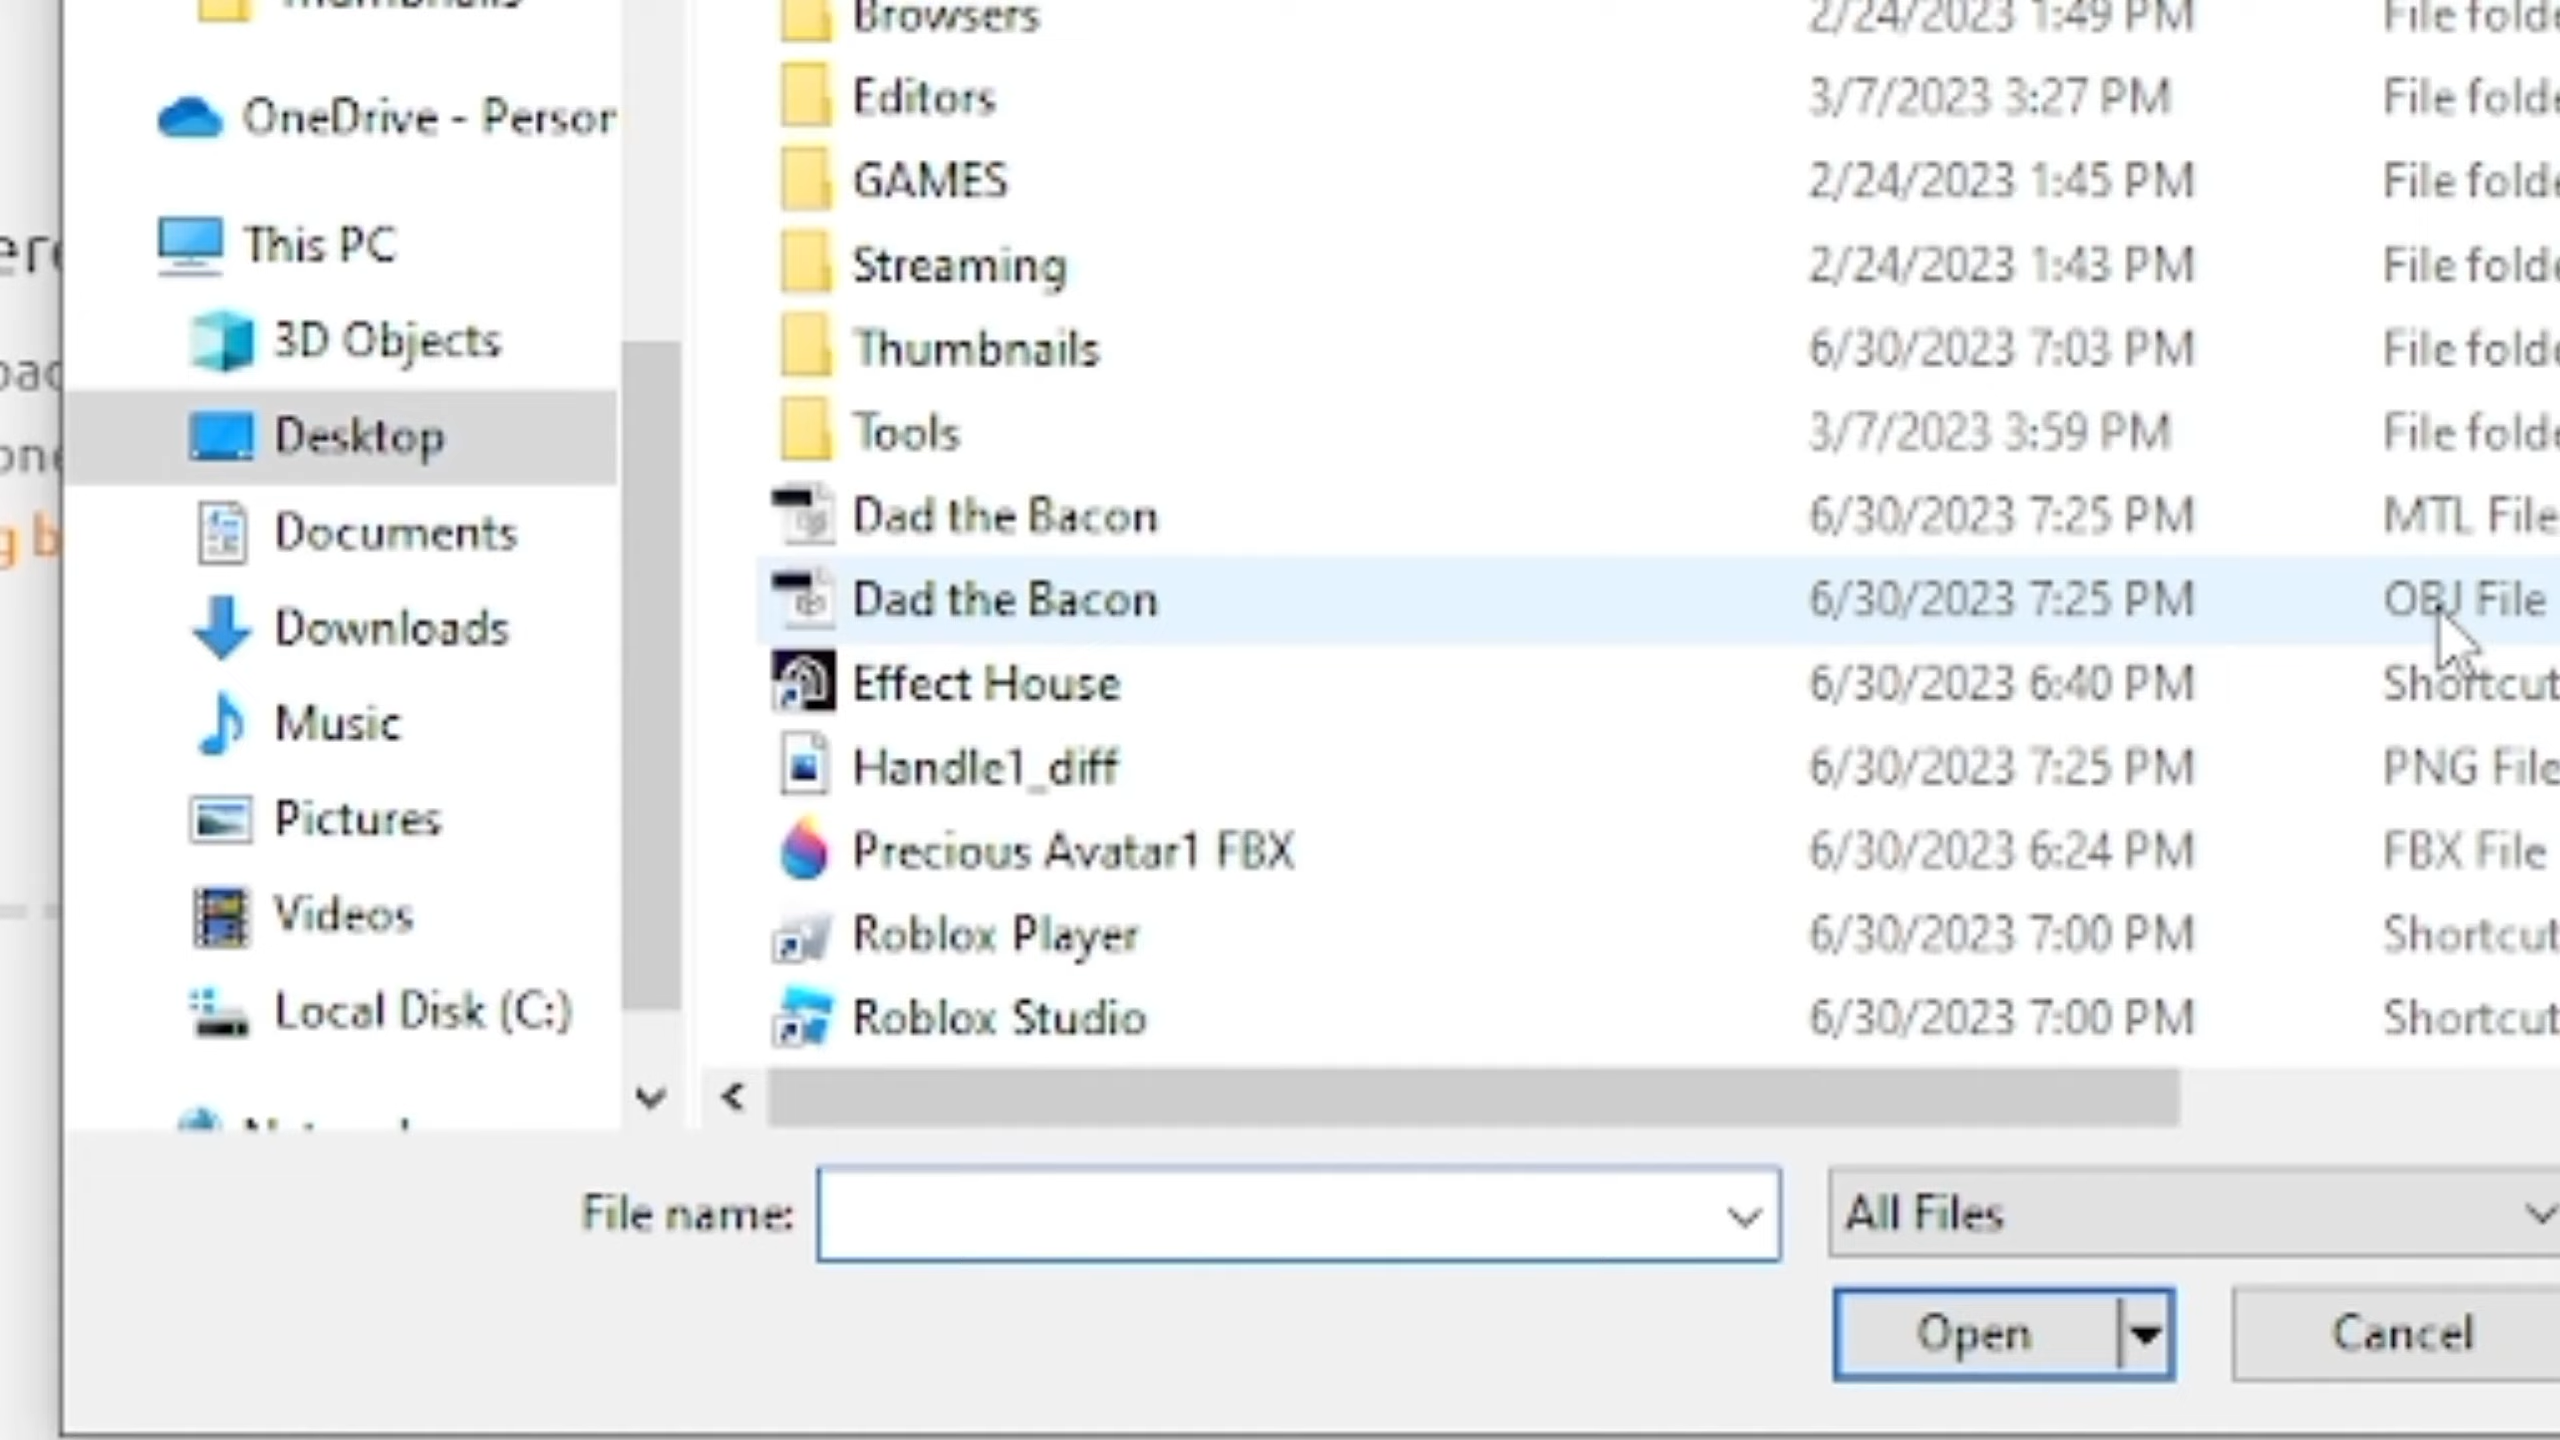 Thumbnails
OneDrive - Person
This PC
3D Objects
Desktop
Documents
Downloads
Music
Pictures
Videos
Local Disk (C:)
Browsers 2/24/2023 1:49 PM File folde
Editors 3/7/2023 3:27 PM File folde
GAMES 2/24/2023 1:45 PM File folde
Streaming 2/24/2023 1:43 PM File folde
Thumbnails 6/30/2023 7:03 PM File folde
Tools 3/7/2023 3:59 PM File folde
Dad the Bacon 6/30/2023 7:25 PM MTL File
Dad the Bacon 6/30/2023 7:25 PM OBJ File
Effect House 6/30/2023 6:40 PM Shortcut
Handle1_diff 6/30/2023 7:25 PM PNG File
Precious Avatar1 FBX 6/30/2023 6:24 PM FBX File
Roblox Player 6/30/2023 7:00 PM Shortcut
Roblox Studio 6/30/2023 7:00 PM Shortcut
File name:
All Files
Open
Cancel